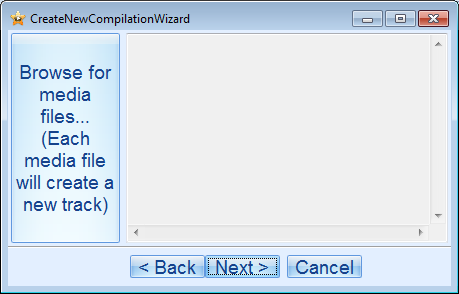 CreateNewCompilationWizard
Browse for
media
files...
(Each
media file
will create a
new track)
< Back Next > Cancel